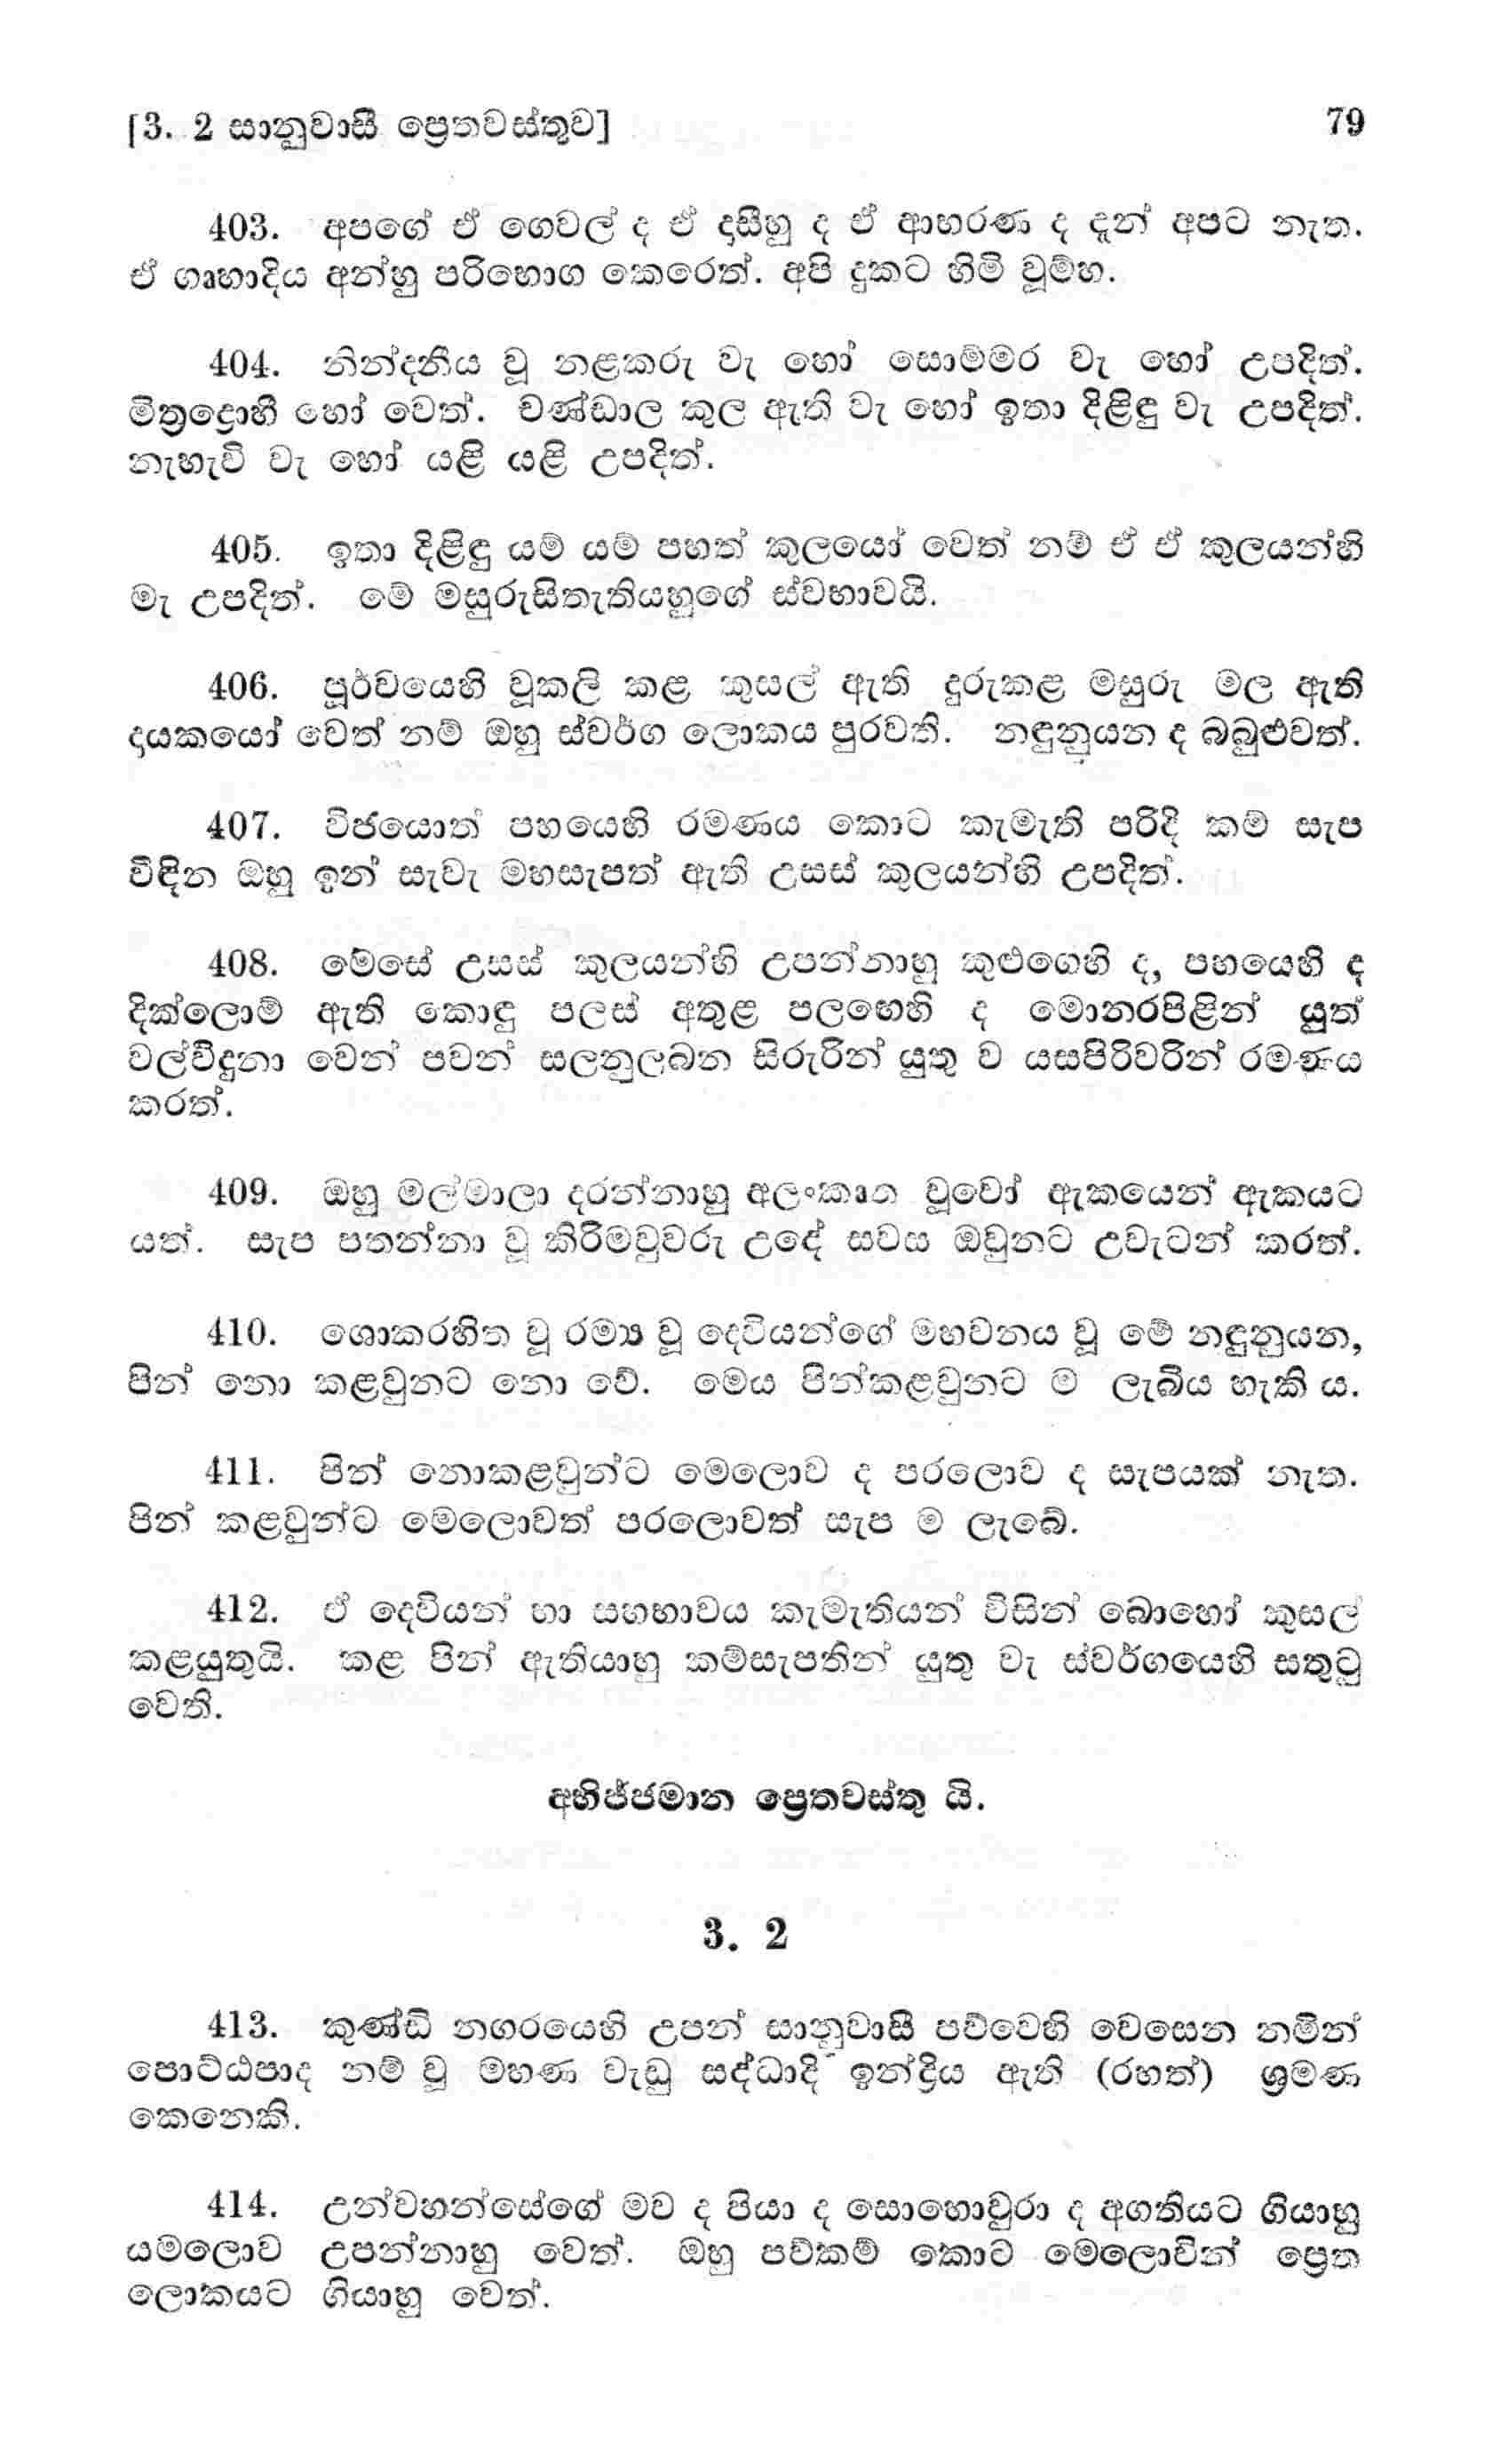 [3. 2 සානුවාසී ප්‍රෙතවස්තුව] 79
403. අපගේ ඒ ගෙවල් ද ඒ දාසීහු ද ඒ ආභරණ ද දැන් අපට නැත.
ඒ ගෘහාදිය අන්හු පරිභොග කෙරෙත්. අපි දුකට හිමි වූම්හ.
404. නින්දනීය වූ නළකරු වැ හෝ සොම්මර වැ හෝ උපදිත්.
මිත්‍රද්‍රොහී හෝ වෙත්. චණ්ඩාල කුල ඇති වැ හෝ ඉතා දිළිඳු වැ උපදිත්.
නැහැවි වැ හෝ යළි යළි උපදිත්.
405. ඉතා දිළිඳු යම් යම් පහත් කුලයෝ වෙත් නම් ඒ ඒ කුලයන්හි
මැ උපදිත්. මේ මසුරුසිතැතියහුගේ ස්වභාවයි.
406. පූර්වයෙහි වූකලි කළ කුසල් ඇති දුරුකළ මසුරු මල ඇති
දායකයෝ වෙත් නම් ඔහු ස්වර්ග ලොකය පුරවති. නඳුනුයන ද බබුළුවත්.
407. විජයොත් පහයෙහි රමණය කොට කැමැති පරිදි කම් සැප
විඳින ඔහු ඉන් සැවැ මහසැපත් ඇති උසස් කුලයන්හි උපදිත්.
408. මෙසේ උසස් කුලයන්හි උපන්නාහු කුළුගෙහි ද, පහයෙහි ද
දික්ලොම් ඇති කොඳු පලස් අතුළ පලඟෙහි ද මොනරපිළින් යුත්
වල්විදුනා වෙන් පවන් සලනුලබන සිරුරින් යුතු ව යසපිරිවරින් රමණය
කරත්.
409. ඔහු මල්මාලා දරන්නාහු අලංකෘත වූවෝ ඇකයෙන් ඇකයට
යත්. සැප පතන්නා වූ කිරිමවුවරු උදේ සවස ඔවුනට උවැටන් කරත්.
410. ශොකරහිත වූ රම්‍ය වූ දෙවියන්ගේ මහවනය වූ මේ නඳුනුයන,
පින් නො කළවුනට නො වේ. මෙය පින්කළවුනට ම ලැබිය හැකි ය.
411. පින් නොකළවුන්ට මෙලොව ද පරලොව ද සැපයක් නැත.
පින් කළවුන්ට මෙලොවත් පරලොවත් සැප ම ලැබේ.
412. ඒ දෙවියන් හා සහභාවය කැමැතියන් විසින් බොහෝ කුසල්
කළයුතුයි. කළ පින් ඇතියාහු කම්සැපතින් යුතු වැ ස්වර්ගයෙහි සතුටු
වෙති.
අභිජ්ජමාන ප්‍රෙතවස්තු යි.
3. 2
413. කුණ්ඩි නගරයෙහි උපන් සානුවාසී පව්වෙහි වෙසෙන නමින්
පොට්ඨපාද නම් වූ මහණ වැඩූ සද්ධාදි ඉන්ද්‍රිය ඇති (රහත්) ශ්‍රමණ
කෙනෙකි.
414. උන්වහන්සේගේ මව ද පියා ද සොහොවුරා ද අගතියට ගියාහු
යමලොව උපන්නාහු වෙත්. ඔහු පව්කම් කොට මෙලොවින් ප්‍රෙත
ලොකයට ගියාහු වෙත්.